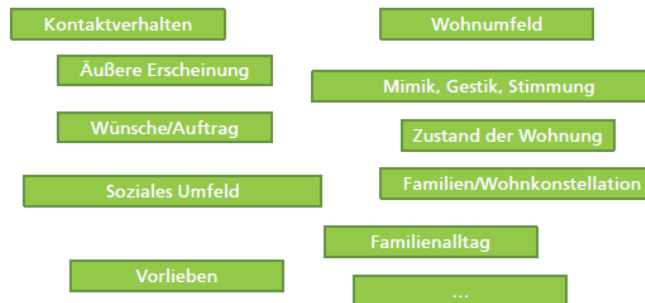 Kontaktverhalten
Wohnumfeld
Äußere Erscheinung
Mimik, Gestik, Stimmung
Wünsche/Auftrag
Zustand der Wohnung
Soziales Umfeld
Familien/Wohnkonstellation
Familienalltag
Vorlieben
...